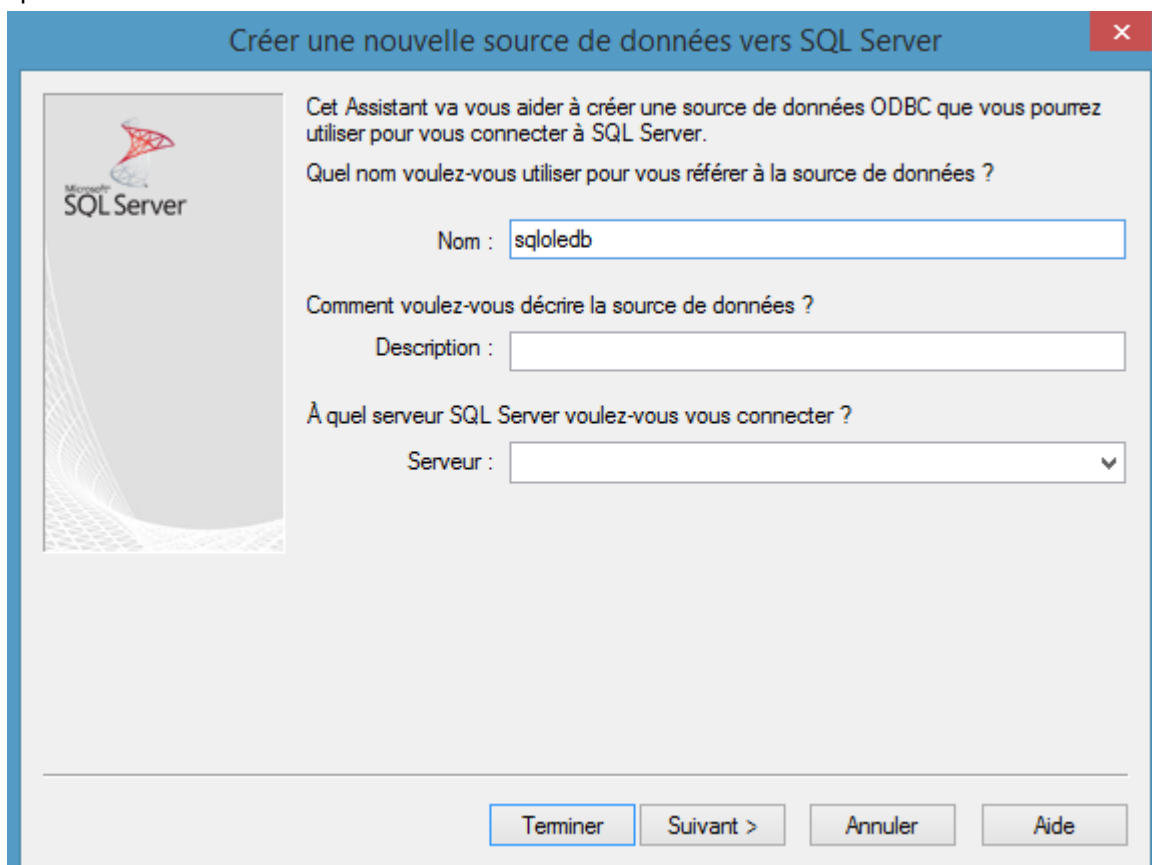 Créer une nouvelle source de données vers SQL Server
Cet Assistant va vous aider à créer une source de données ODBC que vous pourrez
utiliser pour vous connecter à SQL Server.
Quel nom voulez-vous utiliser pour vous référer à la source de données ?
Microsoft
SQL Server
Nom : sqloledb
Comment voulez-vous décrire la source de données ?
Description :
À quel serveur SQL Server voulez-vous vous connecter ?
Serveur :
Terminer Suivant > Annuler Aide